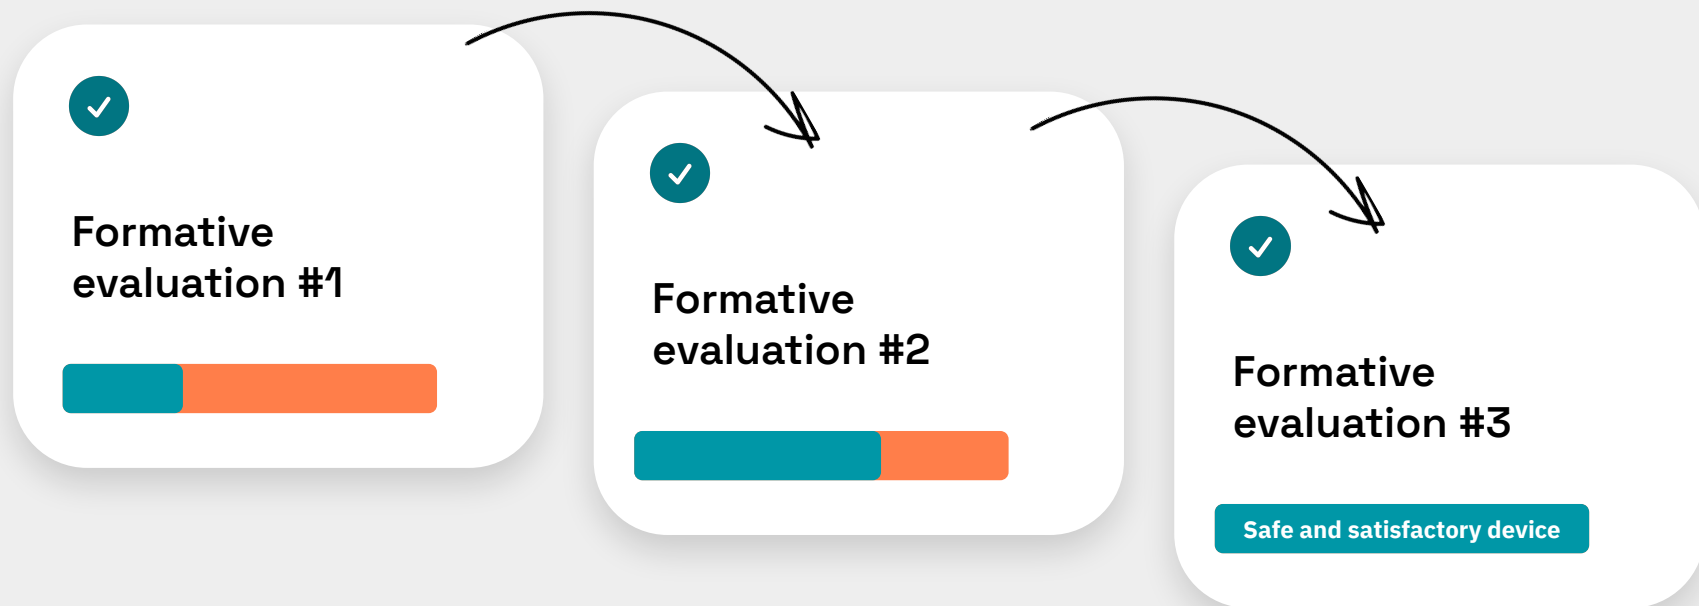 Formative
evaluation #1
Formative
evaluation #2
Formative
evaluation #3
Safe and satisfactory device